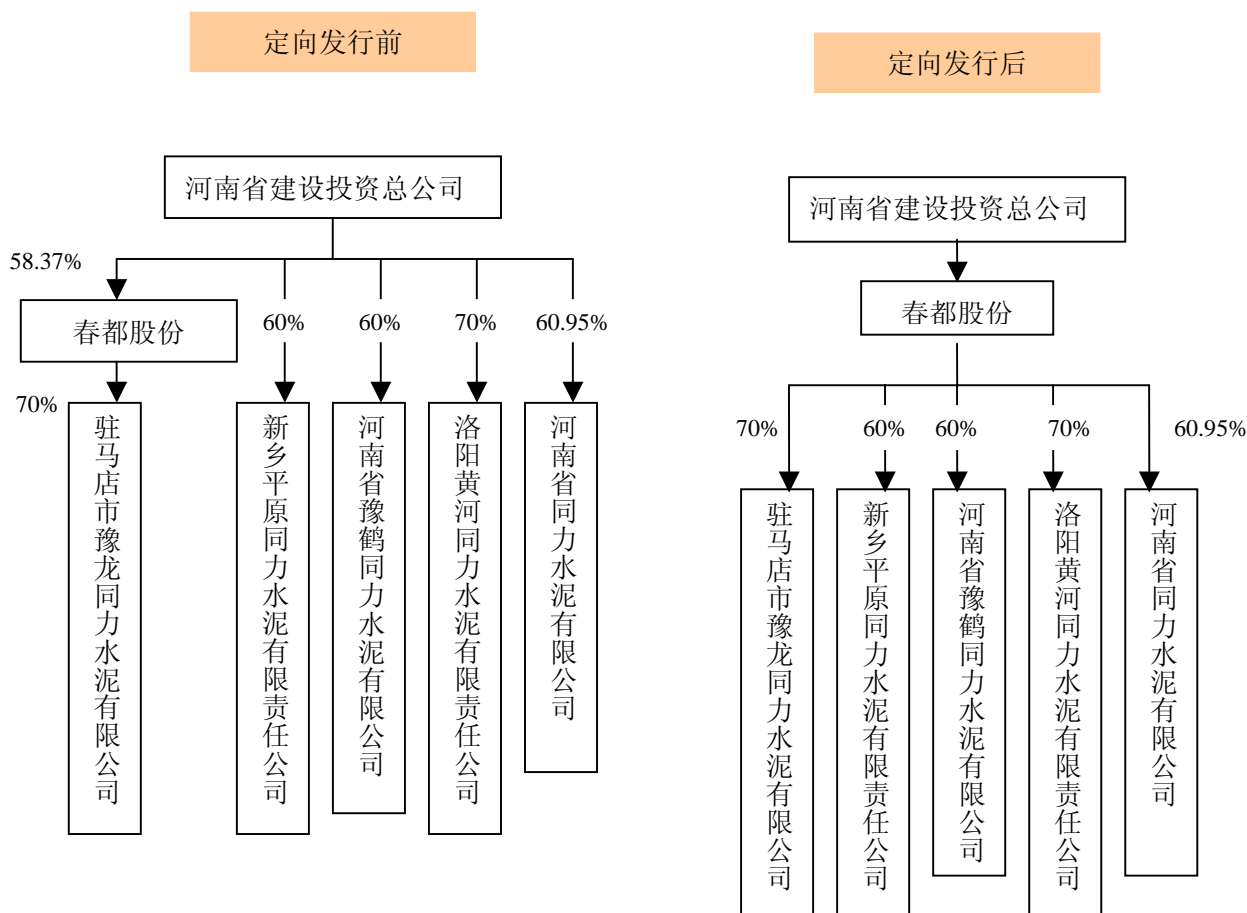 定向发行前
河南省建设投资总公司
58.37%
春都股份
60%
60%
70%
60.95%
70%
驻马店市豫龙同力水泥有限公司
新乡平原同力水泥有限责任公司
河南省豫鹤同力水泥有限公司
洛阳黄河同力水泥有限责任公司
河南省同力水泥有限公司
定向发行后
河南省建设投资总公司
春都股份
70%
60%
60%
70%
60.95%
驻马店市豫龙同力水泥有限公司
新乡平原同力水泥有限责任公司
河南省豫鹤同力水泥有限公司
洛阳黄河同力水泥有限责任公司
河南省同力水泥有限公司